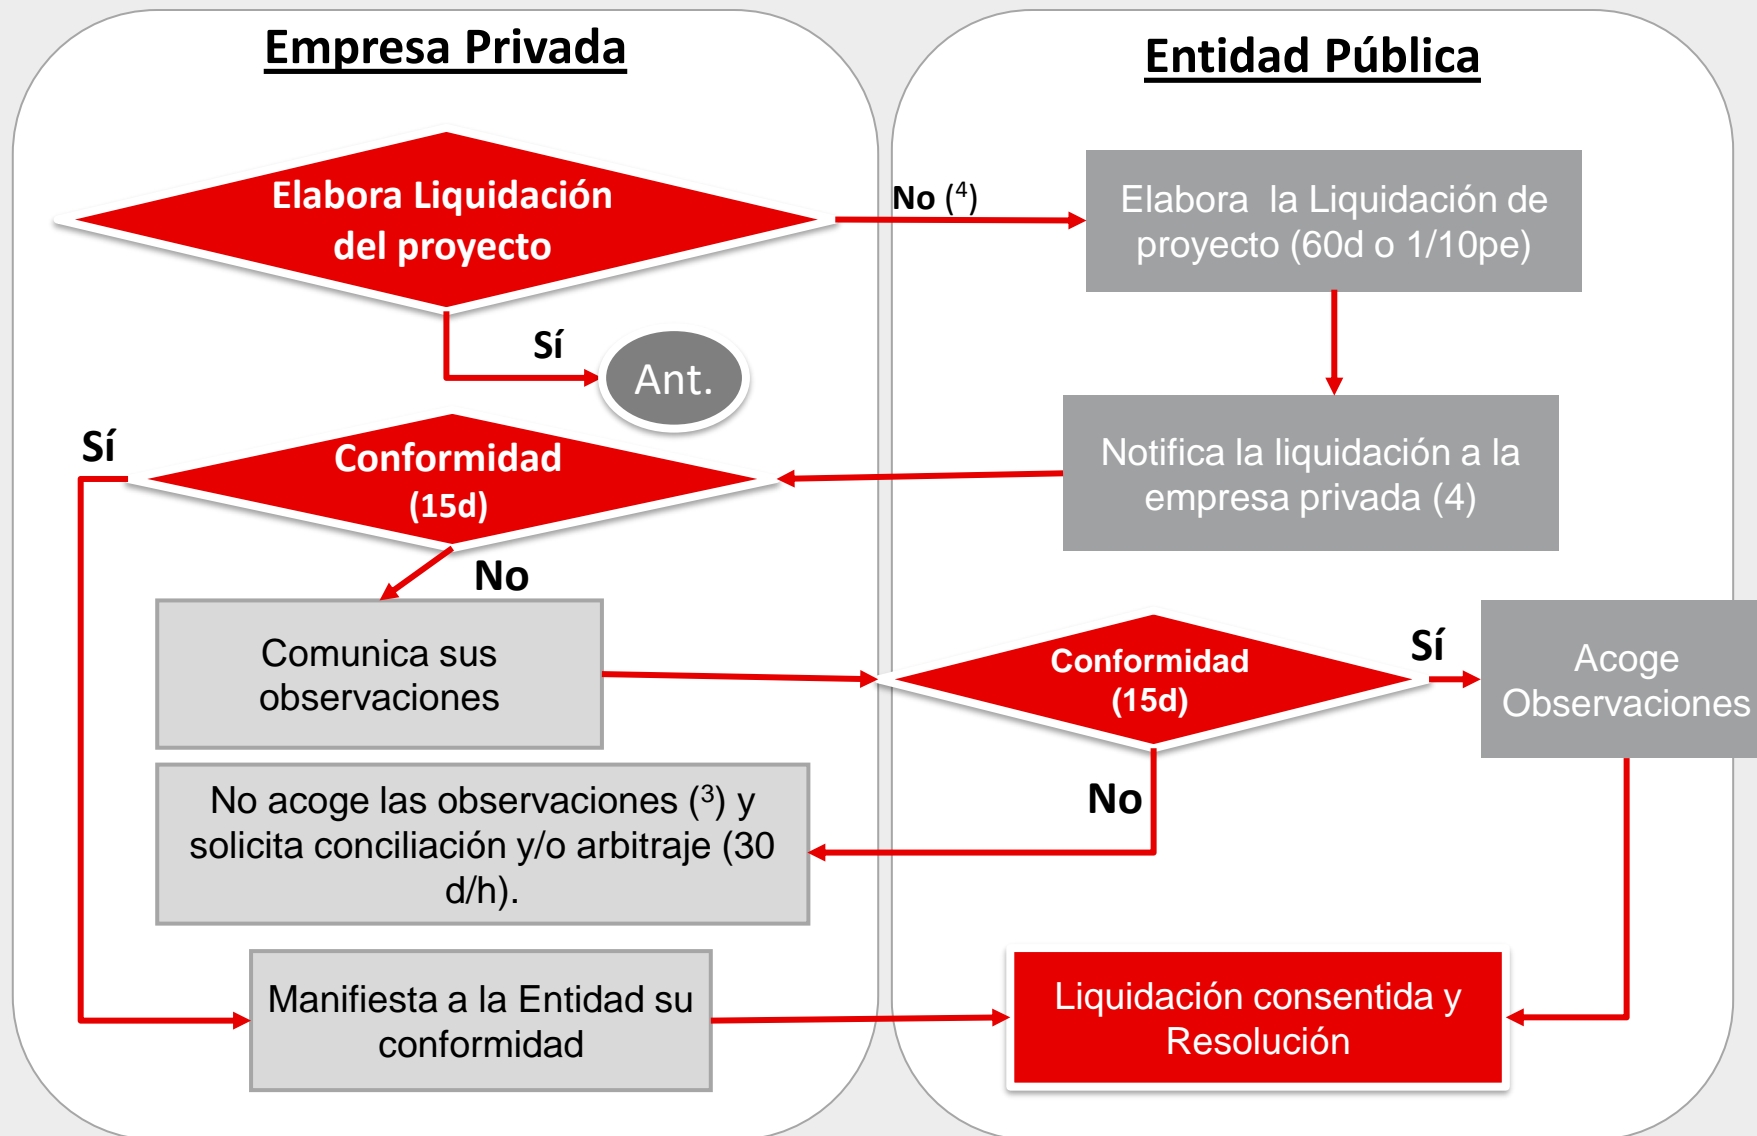 Empresa Privada
Entidad Pública
Elabora Liquidación
del proyecto
No (⁴)
Elabora la Liquidación de
proyecto (60d o 1/10pe)
Sí
Ant.
Sí
Conformidad
(15d)
Notifica la liquidación a la
empresa privada (4)
No
Comunica sus
observaciones
Conformidad
(15d)
Sí
Acoge
Observaciones
No
No acoge las observaciones (³) y
solicita conciliación y/o arbitraje (30
d/h).
Manifiesta a la Entidad su
conformidad
Liquidación consentida y
Resolución